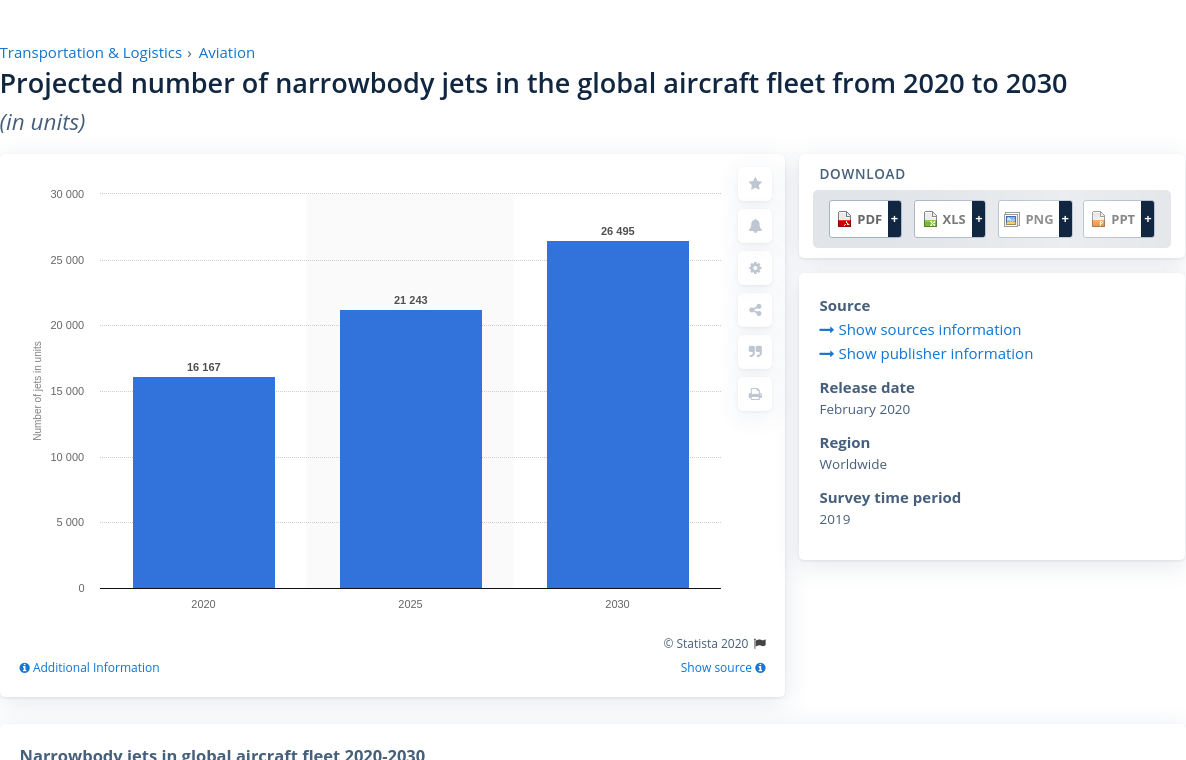 Transportation & Logistics › Aviation
Projected number of narrowbody jets in the global aircraft fleet from 2020 to 2030
(in units)
30 000
25 000
20 000
15 000
10 000
5 000
0
Number of jets in units
16 167
21 243
26 495
2020
2025
2030
© Statista 2020
Additional Information
Show source
DOWNLOAD
PDF + XLS + PNG + PPT +
Source
Show sources information
Show publisher information
Release date
February 2020
Region
Worldwide
Survey time period
2019
Narrowbody jets in global aircraft fleet 2020-2030